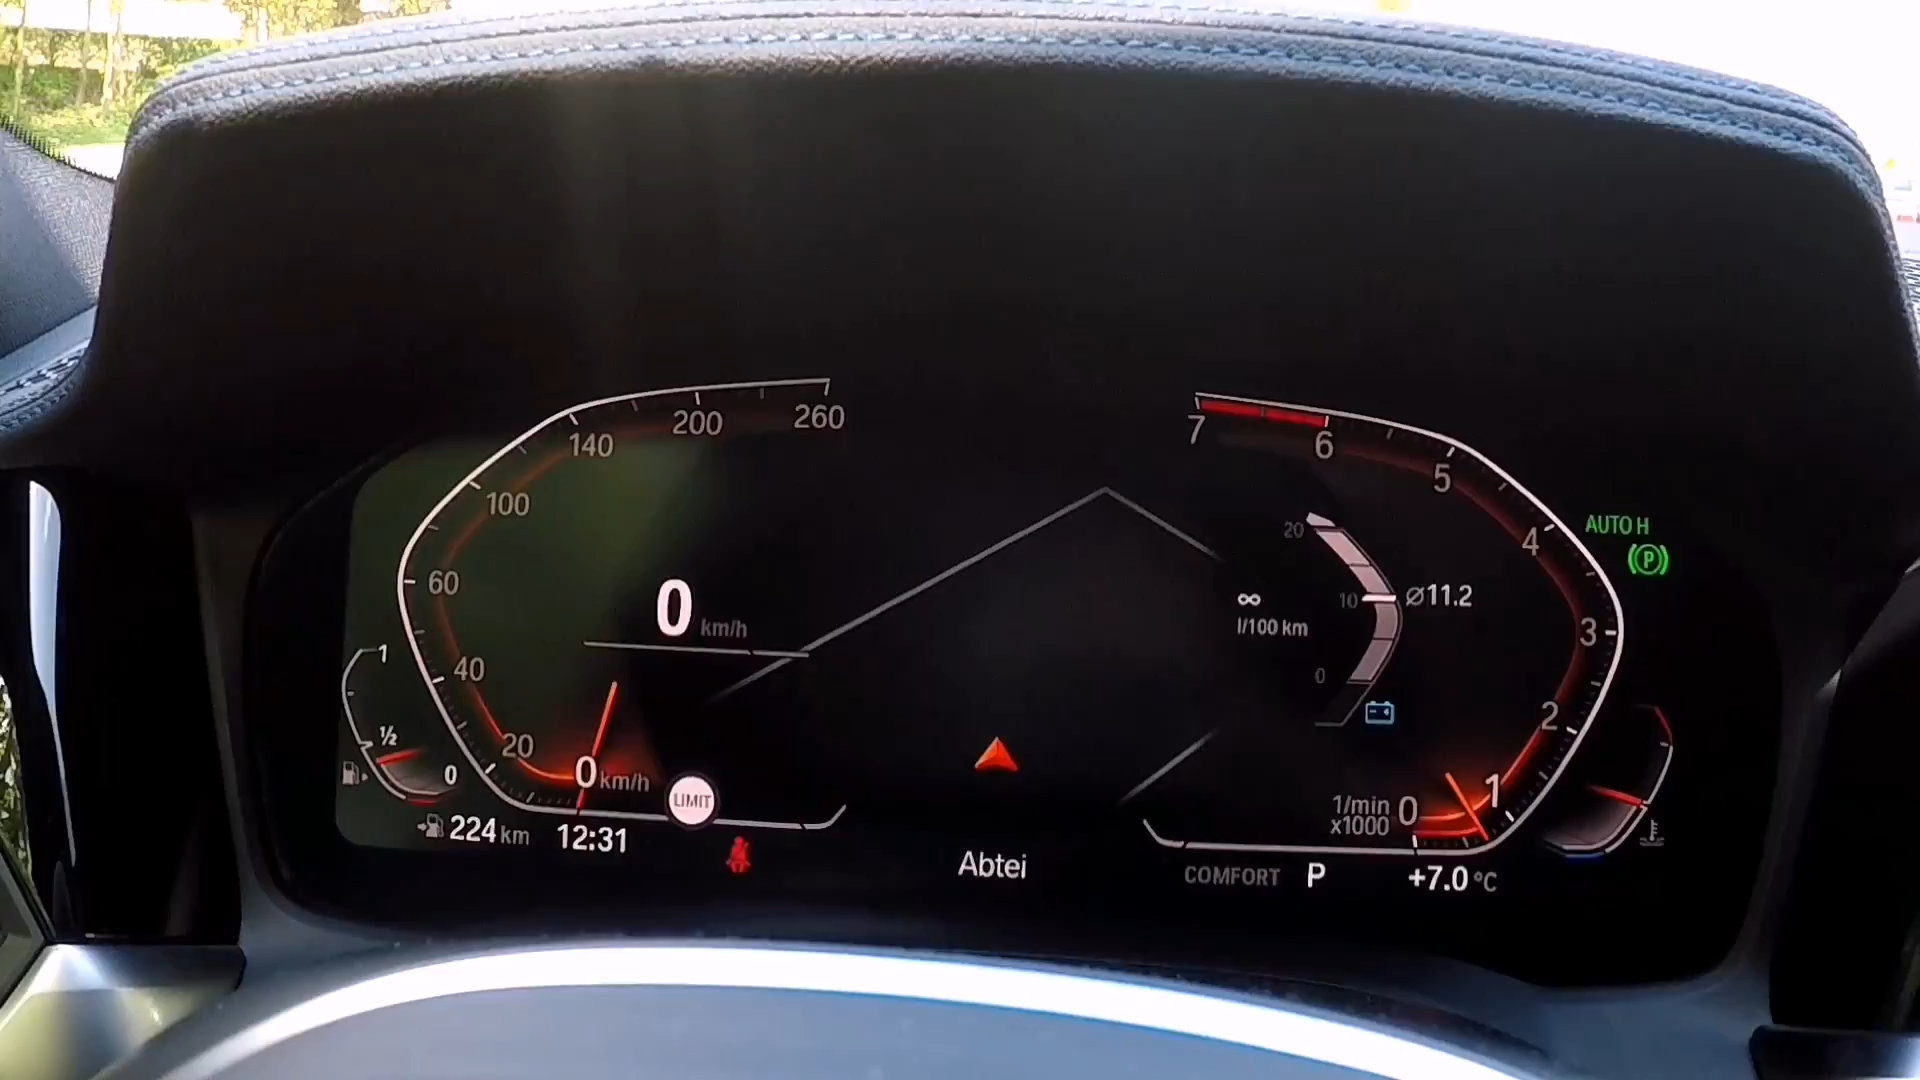 260
200
140
100
60
40
20
0 km/h
0 km/h
1
½
0
224 km
12:31
LIMIT
Abtei
7
6
5
4
3
2
1
0
1/min
x1000
20
10
0
∞
l/100 km
⌀11.2
AUTO H
P
COMFORT P
+7.0 °C